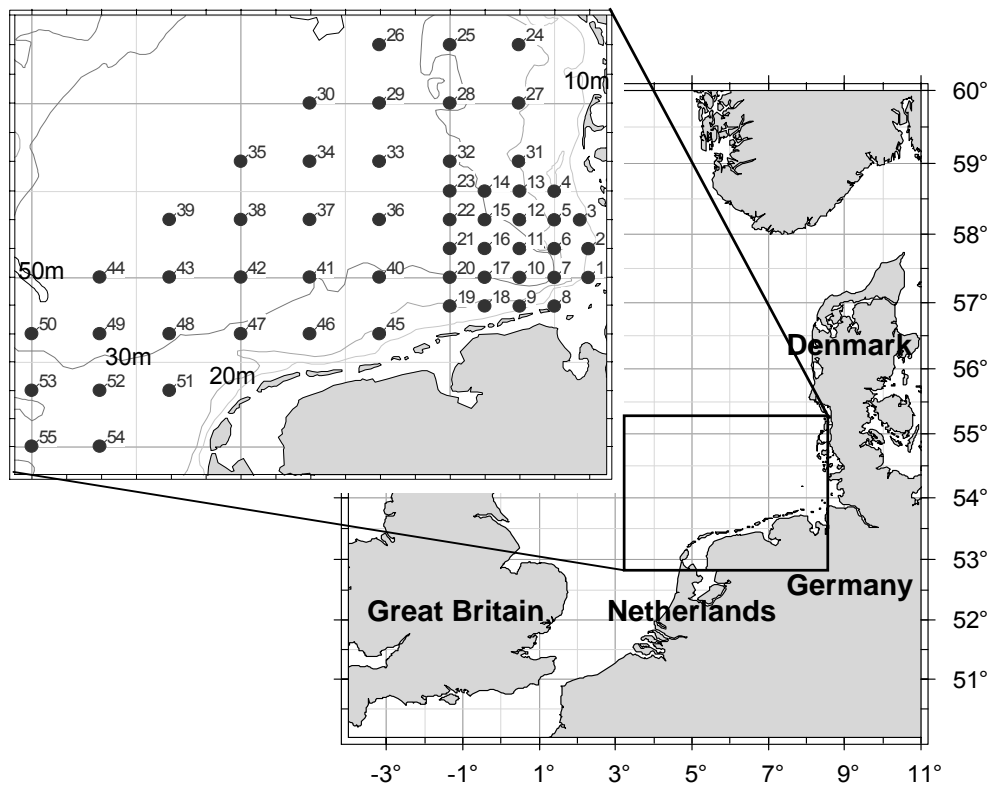 26 25 24
10m
30 29 28 27
60°
35 34 33 32 31
59°
23 14 13 4
39 38 37 36 22 15 12 5 3
58°
21 16 11 6 2
50m 44 43 42 41 40 20 17 10 7 1
57°
19 18 9 8
50 49 48 47 46 45
Denmark
30m
20m
56°
53 52 51
55 54
55°
54°
53°
Germany
Great Britain Netherlands
52°
51°
-3° -1° 1° 3° 5° 7° 9° 11°